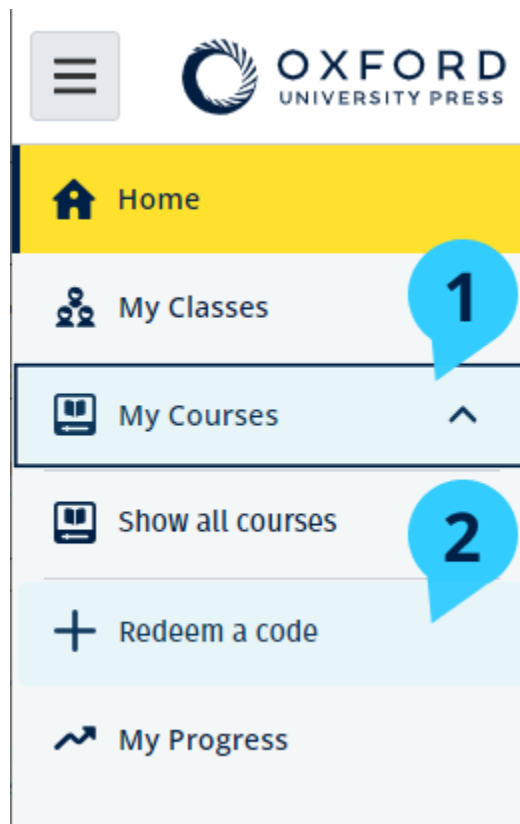 OXFORD
UNIVERSITY PRESS
Home
My Classes
1
My Courses
Show all courses
2
Redeem a code
My Progress